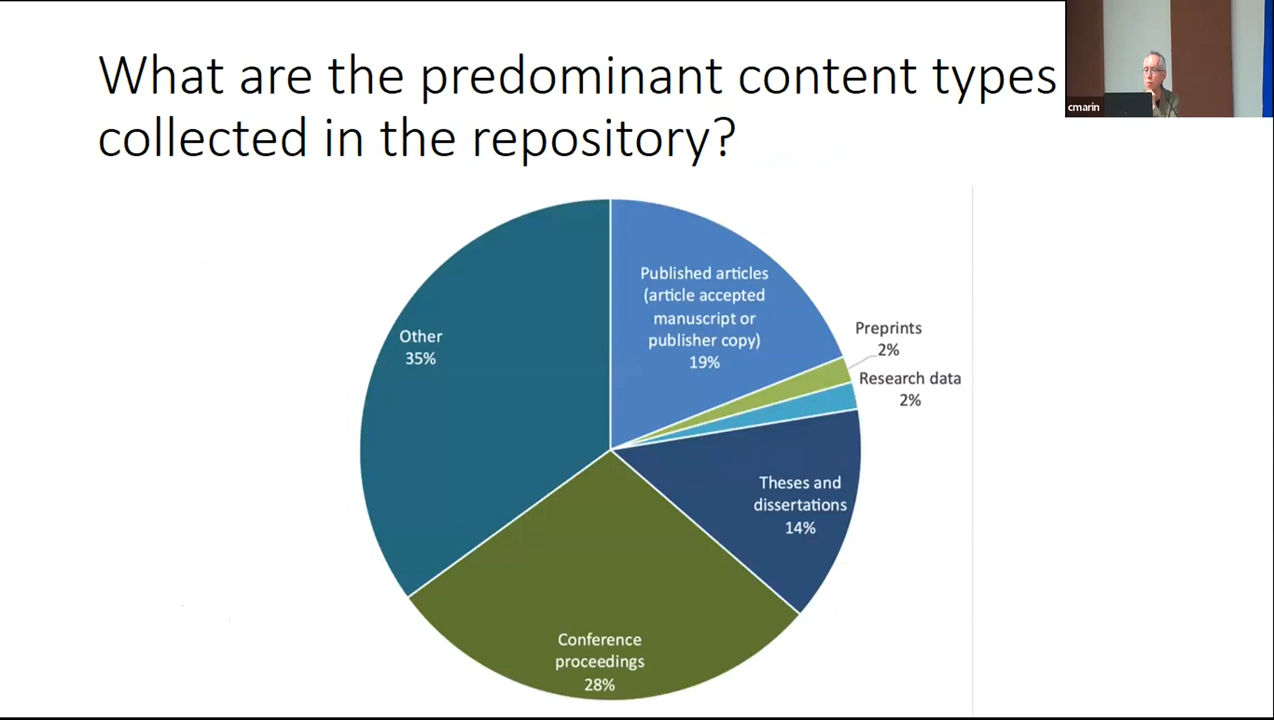 What are the predominant content types
collected in the repository?
cmarin
Published articles
(article accepted
manuscript or
publisher copy)
19%
Preprints
2%
Research data
2%
Other
35%
Theses and
dissertations
14%
Conference
proceedings
28%